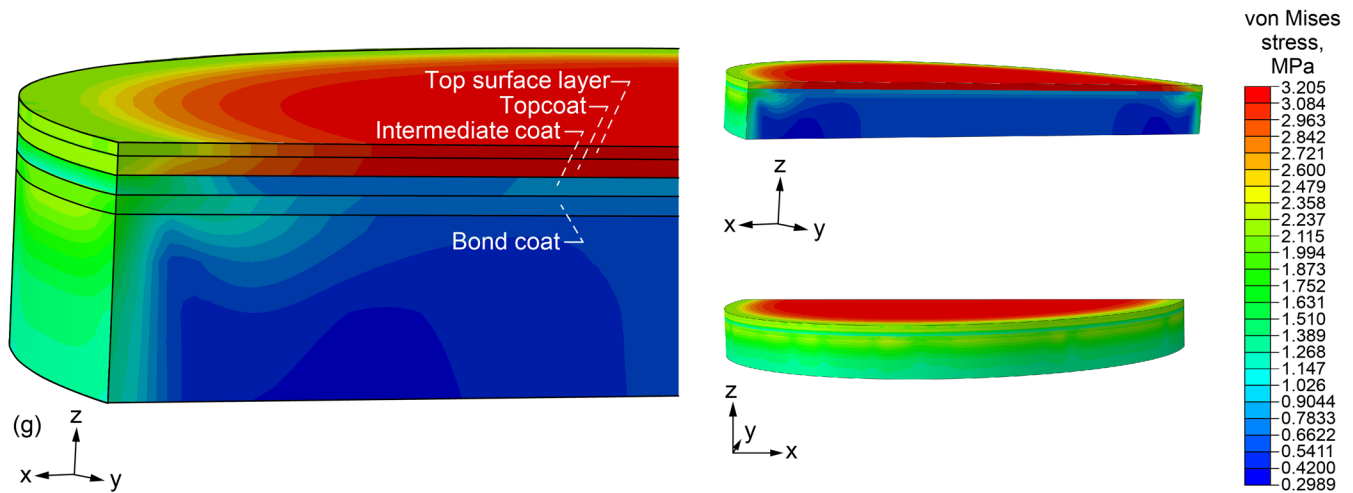 Top surface layer
Topcoat
Intermediate coat
Bond coat
(g)
z
x
y
z
x
y
z
y
x
von Mises
stress,
MPa
3.205
3.084
2.963
2.842
2.721
2.600
2.479
2.358
2.237
2.115
1.994
1.873
1.752
1.631
1.510
1.389
1.268
1.147
1.026
0.9044
0.7833
0.6622
0.5411
0.4200
0.2989